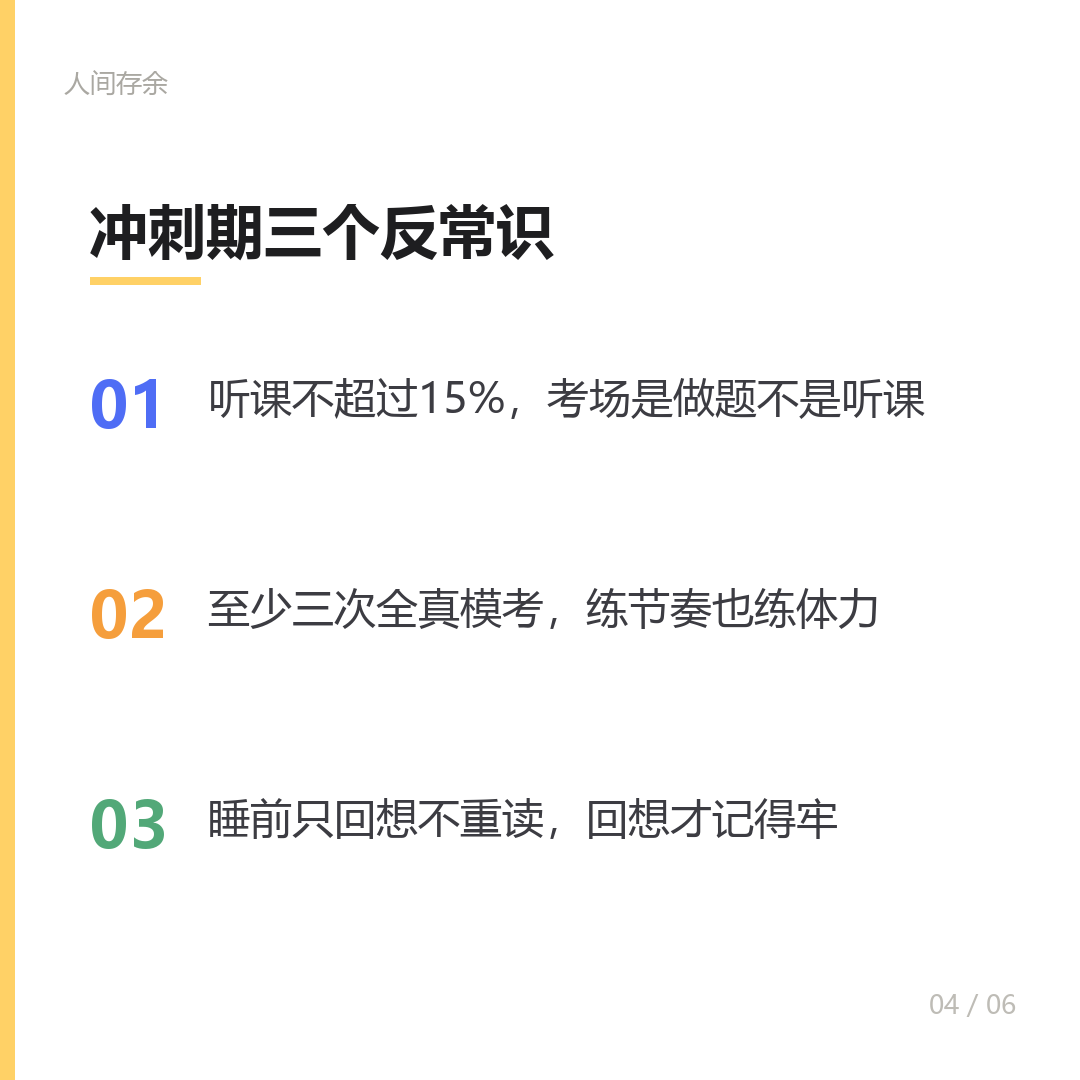 人间存余
冲刺期三个反常识
01 听课不超过15%，考场是做题不是听课
02 至少三次全真模考，练节奏也练体力
03 睡前只回想不重读，回想才记得牢
04 / 06